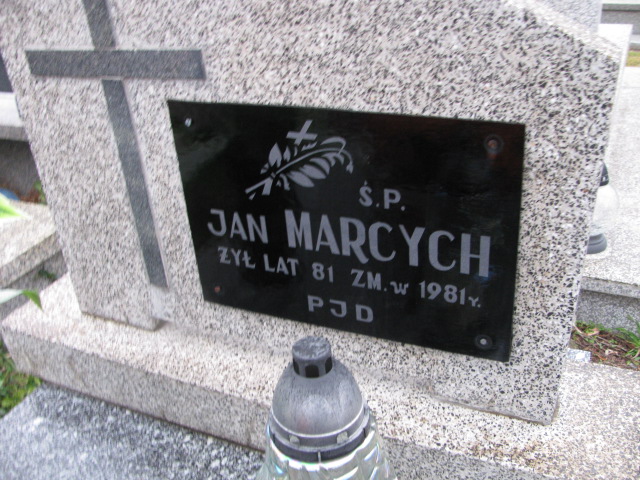 Ś.P.
JAN MARCYCH
ŻYŁ LAT 81 ZM. w 1981 r.
PJD